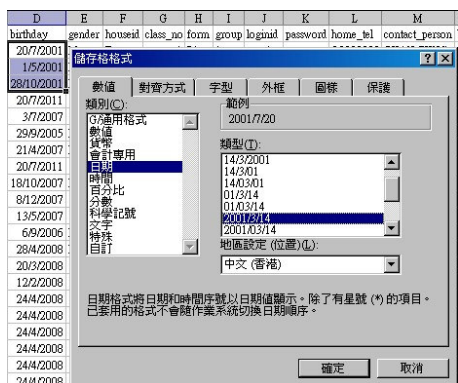 D E F G H I J K L M
birthday gender houseid class_no form group loginid password home_tel contact_person
20/7/2001
1/5/2001
28/10/2001
20/7/2011
3/7/2007
29/9/2005
21/4/2007
20/7/2011
18/10/2007
8/12/2007
13/5/2007
6/9/2006
28/4/2008
20/3/2008
12/2/2008
24/4/2008
24/4/2008
24/4/2008
24/4/2008
24/4/2008
儲存格格式
數值 對齊方式 字型 外框 圖樣 保護
類別(C):
G/通用格式
數值
貨幣
會計專用
日期
時間
百分比
分數
科學記號
文字
特殊
自訂
範例
2001/7/20
類型(T):
14/3/2001
14/3/01
14/03/01
01/3/14
01/03/14
2001/3/14
2001/03/14
地區設定 (位置)(L):
中文 (香港)
日期格式將日期和時間序號以日期值顯示。除了有星號 (*) 的項目。
已套用的格式不會隨作業系統切換日期順序。
確定 取消